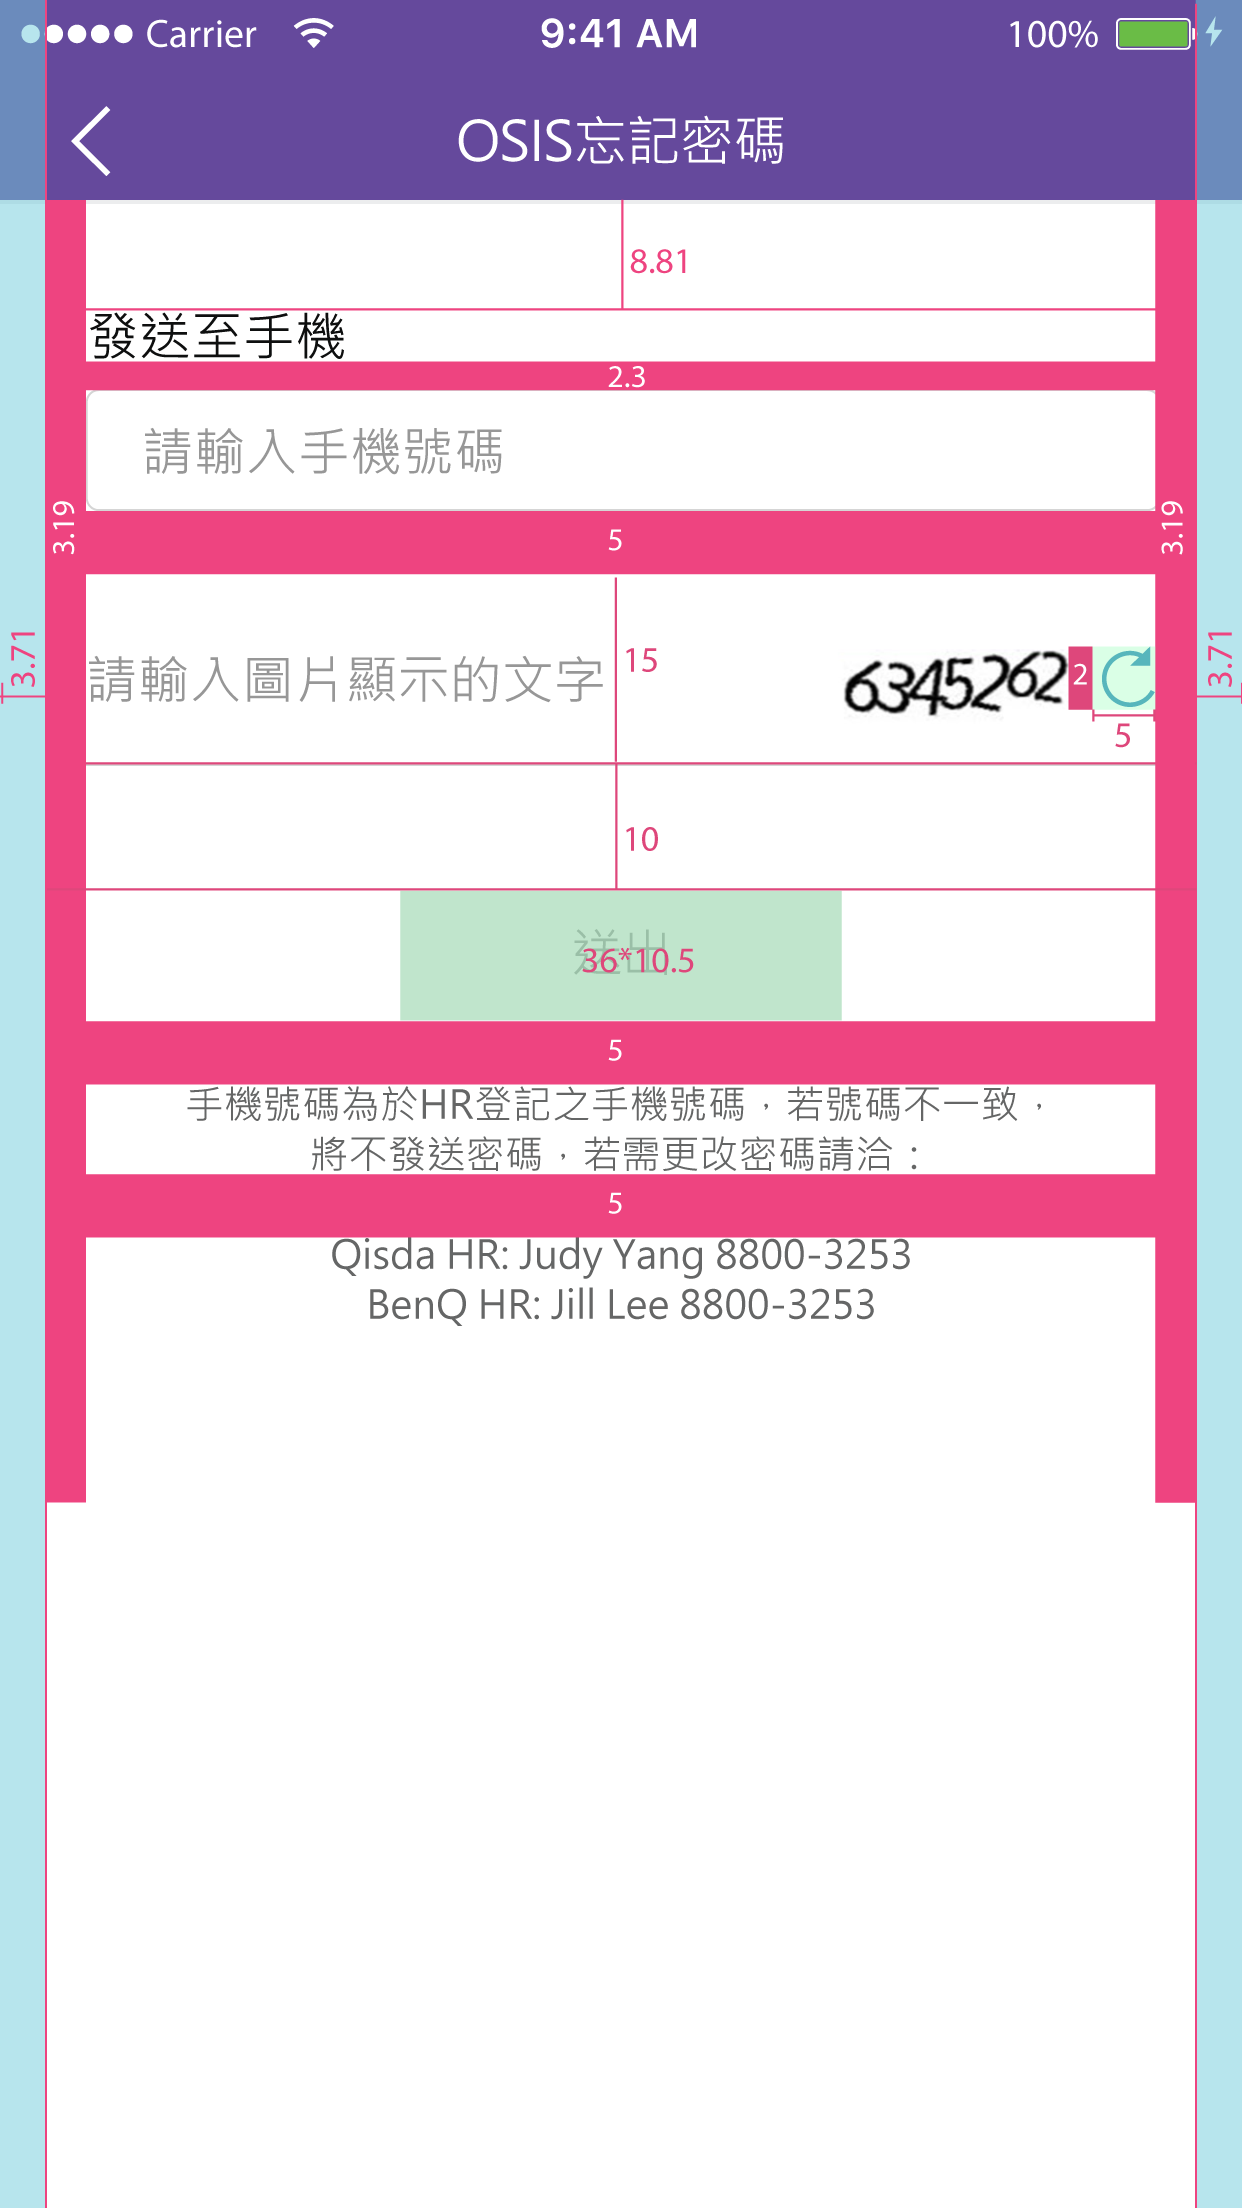 Carrier 9:41 AM 100%
OSIS忘記密碼
8.81
發送至手機
2.3
請輸入手機號碼
3.19
3.19
5
3.71
3.71
請輸入圖片顯示的文字
15
6345262
2
5
10
送出
36*10.5
5
手機號碼為於HR登記之手機號碼，若號碼不一致，
將不發送密碼，若需更改密碼請洽：
5
Qisda HR: Judy Yang 8800-3253
BenQ HR: Jill Lee 8800-3253